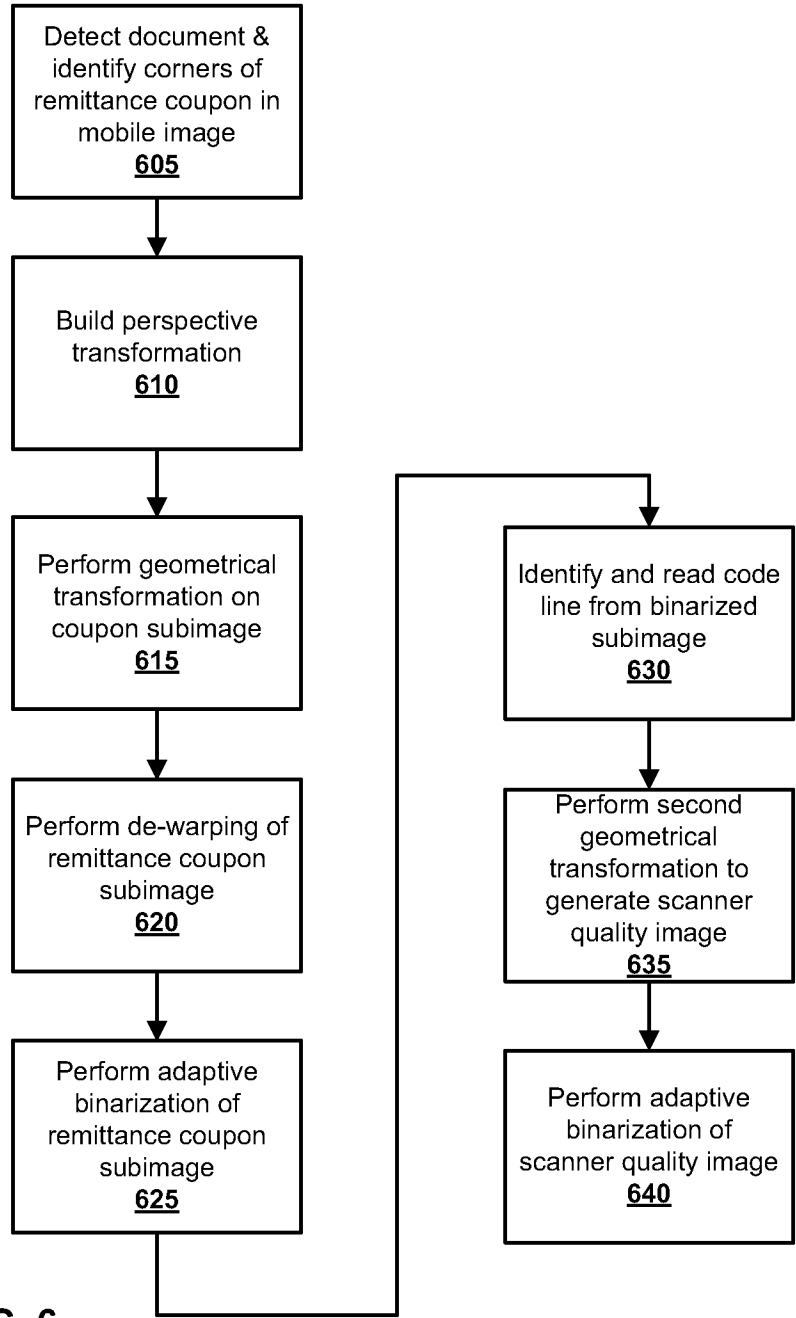 Detect document &
identify corners of
remittance coupon in
mobile image
605
Build perspective
transformation
610
Perform geometrical
transformation on
coupon subimage
615
Perform de-warping of
remittance coupon
subimage
620
Perform adaptive
binarization of
remittance coupon
subimage
625
Identify and read code
line from binarized
subimage
630
Perform second
geometrical
transformation to
generate scanner
quality image
635
Perform adaptive
binarization of
scanner quality image
640